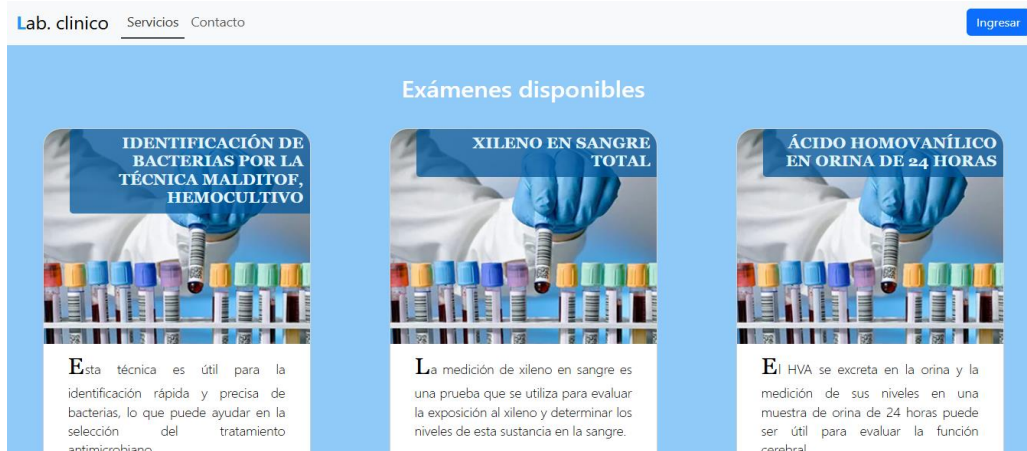 Lab. clinico Servicios Contacto Ingresar
Exámenes disponibles
IDENTIFICACIÓN DE
BACTERIAS POR LA
TÉCNICA MALDITOF,
HEMOCULTIVO
Esta técnica es útil para la
identificación rápida y precisa de
bacterias, lo que puede ayudar en la
selección del tratamiento
antimicrobiano
XILENO EN SANGRE
TOTAL
La medición de xileno en sangre es
una prueba que se utiliza para evaluar
la exposición al xileno y determinar los
niveles de esta sustancia en la sangre.
ÁCIDO HOMOVANÍLICO
EN ORINA DE 24 HORAS
El HVA se excreta en la orina y la
medición de sus niveles en una
muestra de orina de 24 horas puede
ser útil para evaluar la función
cerebral